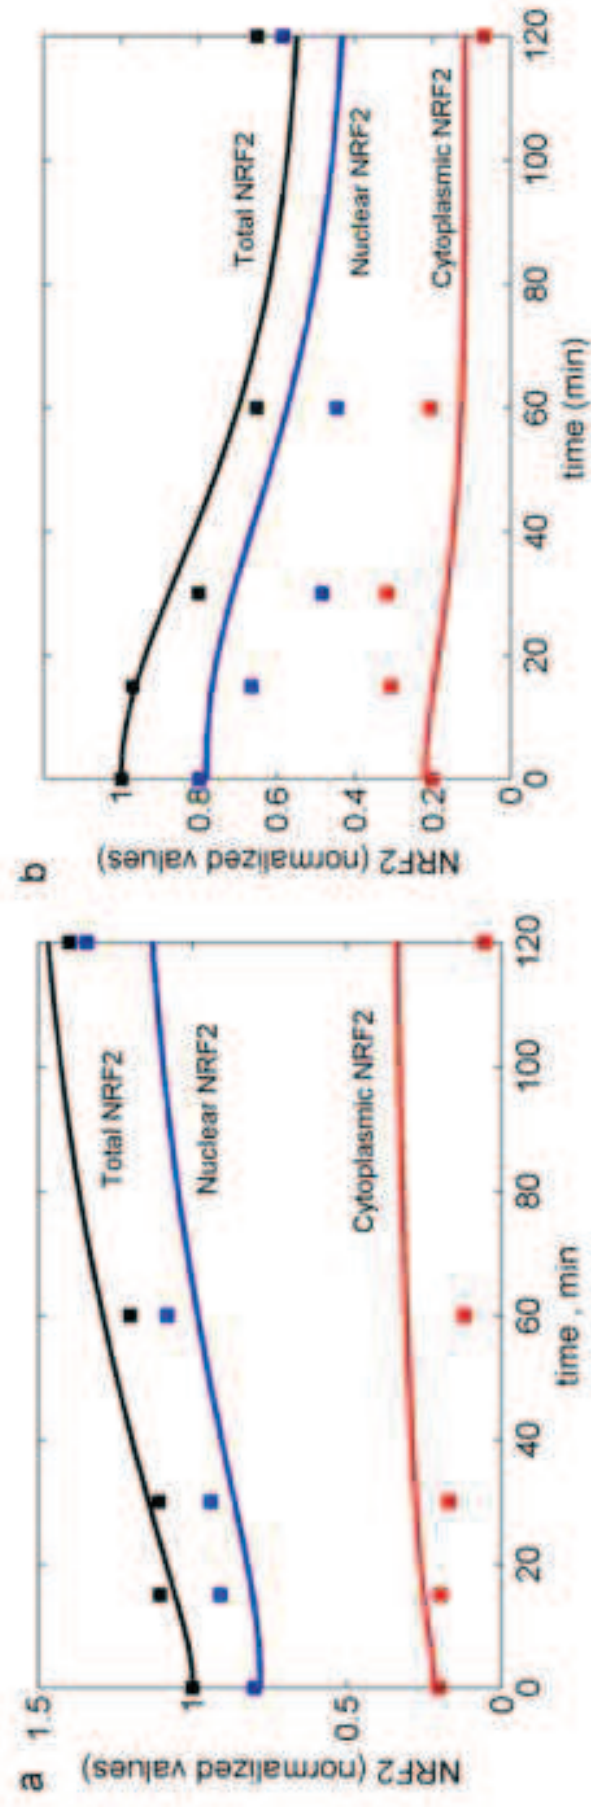 a
NRF2 (normalized values)
1.5
1
0.5
0
Total NRF2
Nuclear NRF2
Cytoplasmic NRF2
0 20 40 60 80 100 120
time , min
b
NRF2 (normalized values)
1
0.8
0.6
0.4
0.2
0
Total NRF2
Nuclear NRF2
Cytoplasmic NRF2
0 20 40 60 80 100 120
time (min)